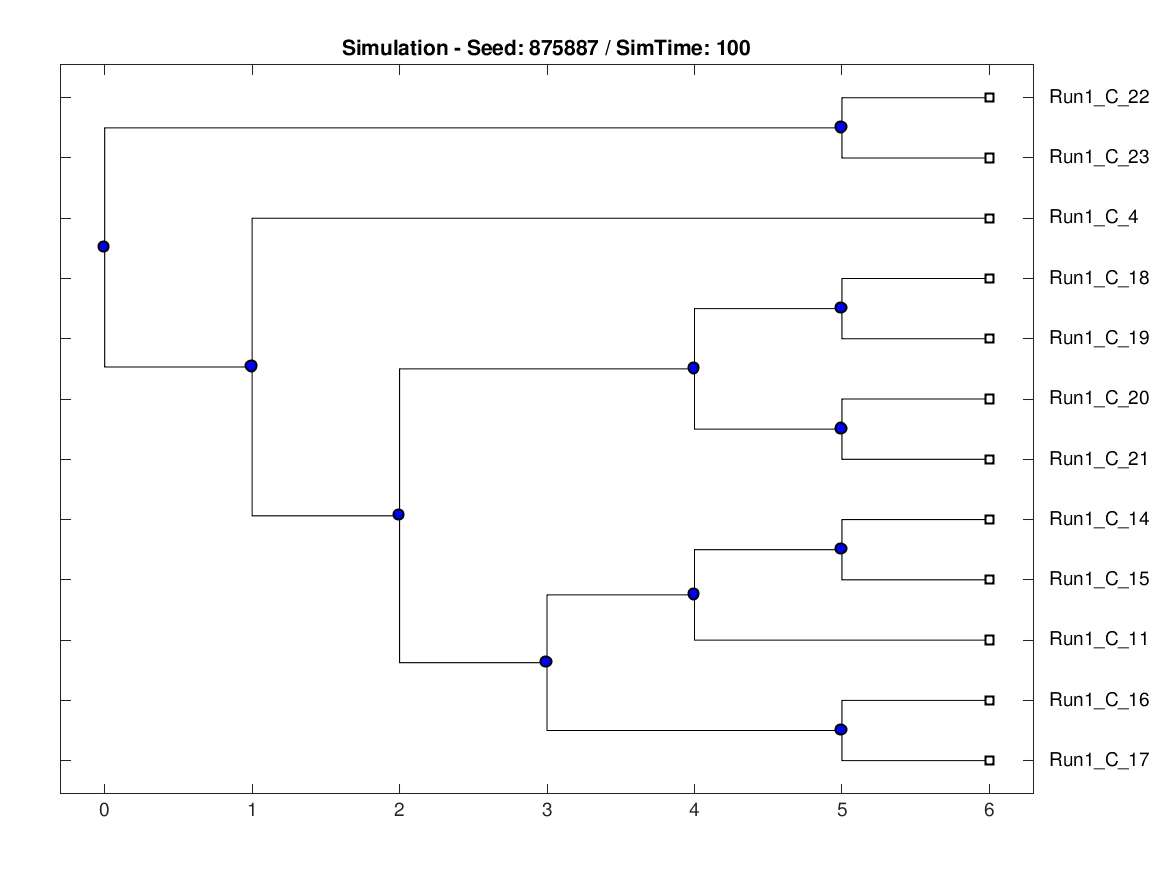 Simulation - Seed: 875887 / SimTime: 100
Run1_C_22
Run1_C_23
Run1_C_4
Run1_C_18
Run1_C_19
Run1_C_20
Run1_C_21
Run1_C_14
Run1_C_15
Run1_C_11
Run1_C_16
Run1_C_17
0 1 2 3 4 5 6